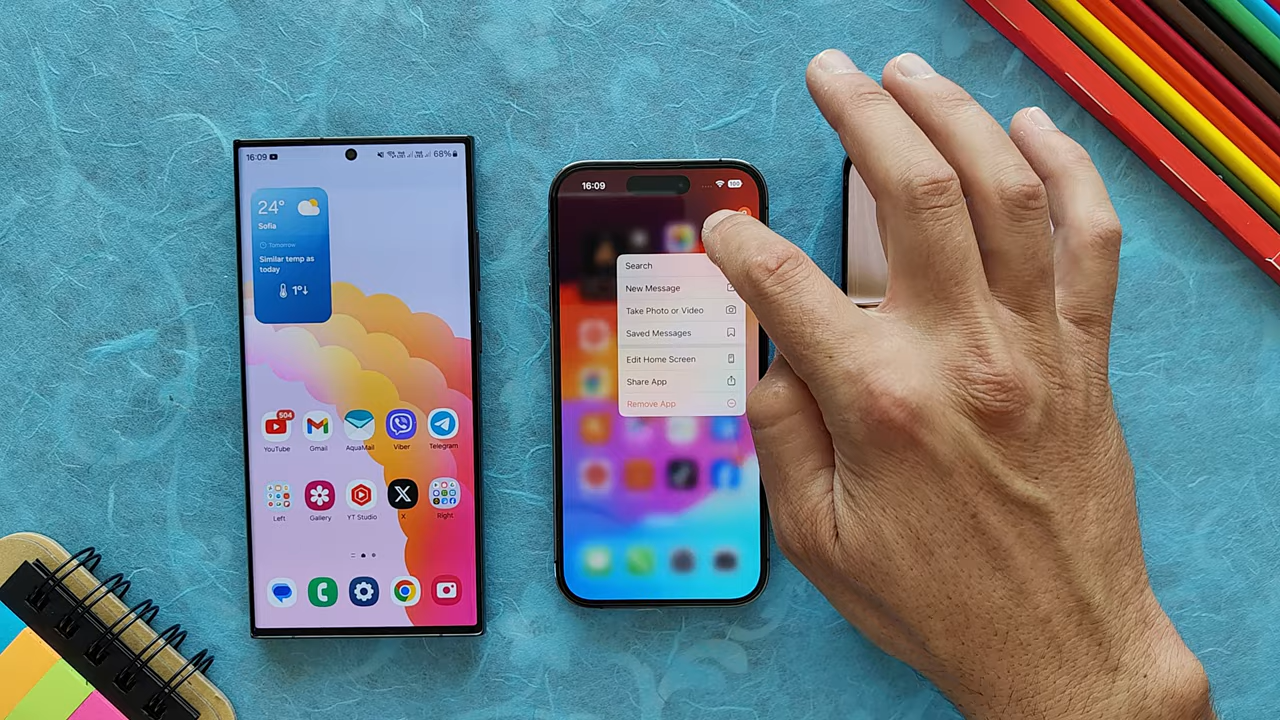 16:09
68%
24°
Sofia
Tomorrow
Similar temp as
today
1°↓
504
YouTube
Gmail
AquaMail
Viber
Telegram
Left
Gallery
YT Studio
X
Right
16:09
100
Search
New Message
Take Photo or Video
Saved Messages
Edit Home Screen
Share App
Remove App